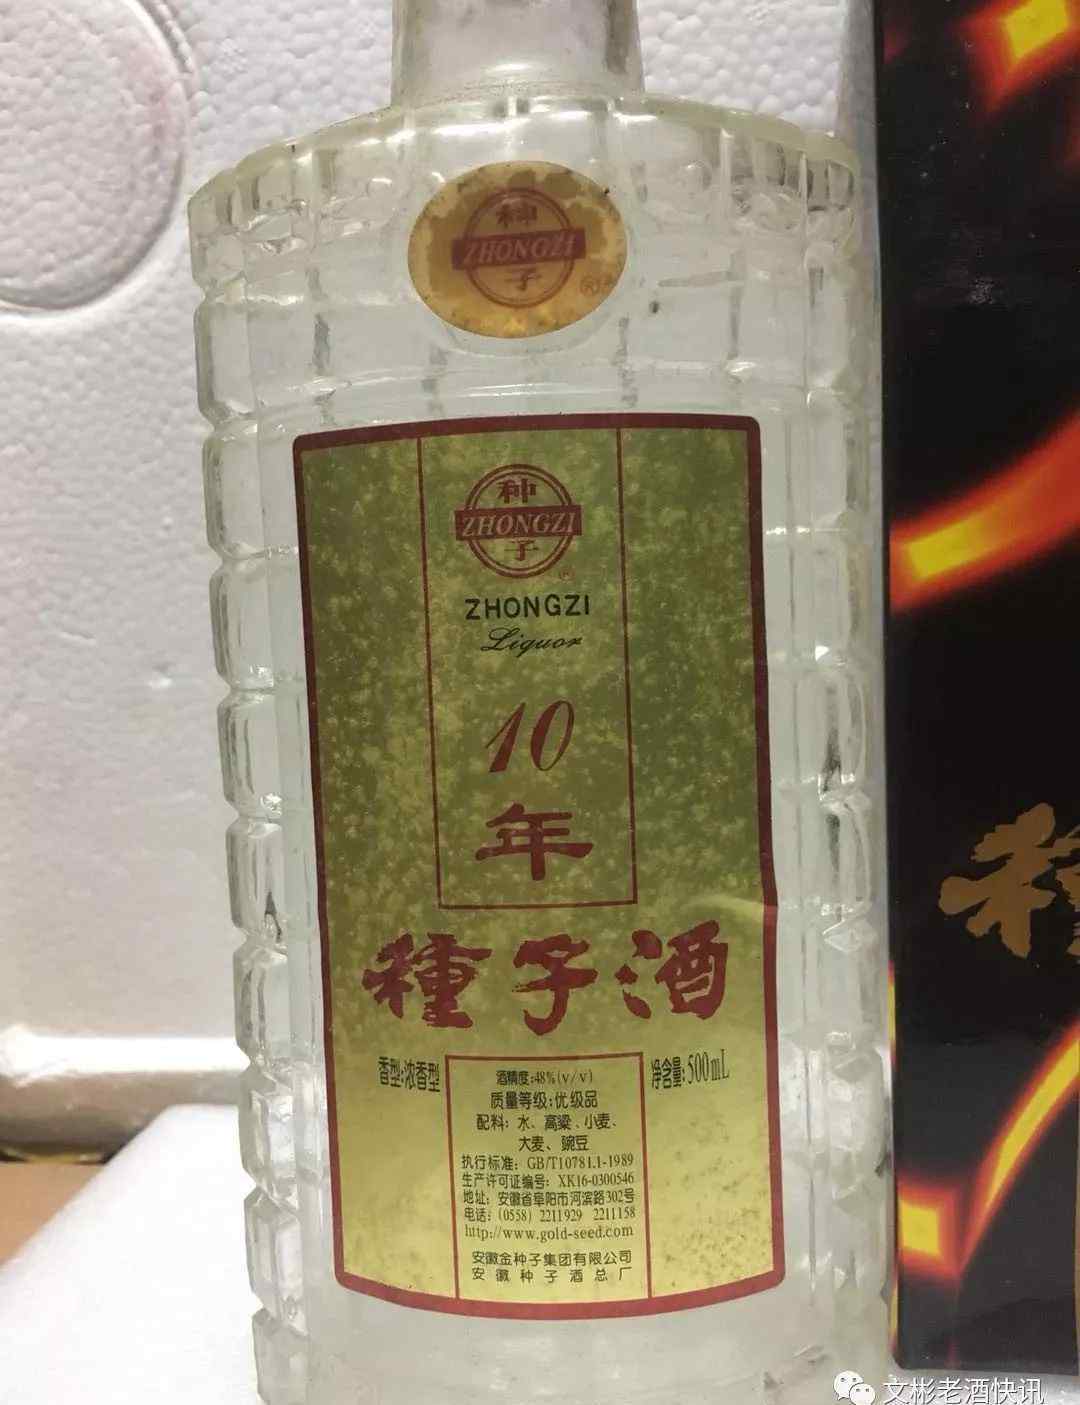 种
ZHONGZI
子
®
种
ZHONGZI
子
®
ZHONGZI
Liquor
10
年
種子酒
香型:浓香型
净含量:500mL
酒精度:48%(v/v)
质量等级:优级品
配料: 水、高粱、小麦、
大麦、豌豆
执行标准: GB/T10781.1-1989
生产许可证编号: XK16-0300546
地址: 安徽省阜阳市河滨路302号
电话: (0558) 2211929 2211158
http://www.gold-seed.com
安徽金种子集团有限公司
安徽种子酒总厂
種
文彬老酒快讯